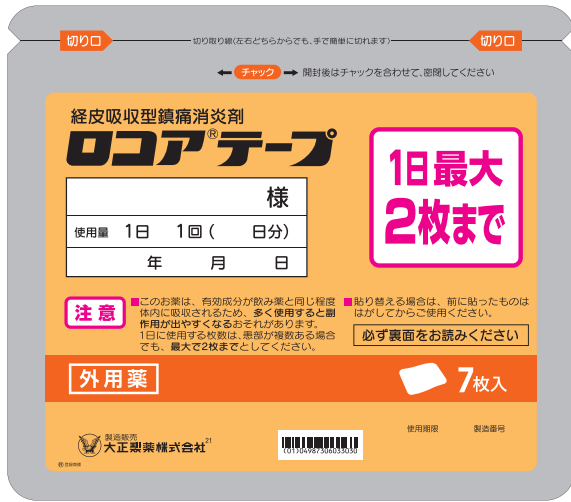 切り口
切り取り線(左右どちらからでも、手で簡単に切れます)
切り口
チャック
開封後はチャックを合わせて、密閉してください
経皮吸収型鎮痛消炎剤
ロコア®テープ
様
使用量 1日 1回 ( 日分)
年 月 日
1日最大
2枚まで
注意
■このお薬は、有効成分が飲み薬と同じ程度
体内に吸収されるため、多く使用すると副
作用が出やすくなるおそれがあります。
1日に使用する枚数は、患部が複数ある場合
でも、最大で2枚までとしてください。
■貼り替える場合は、前に貼ったものは
はがしてからご使用ください。
必ず裏面をお読みください
外用薬
7枚入
製造販売
大正製薬株式会社21
®登録商標
(01)04987306033030
使用期限 製造番号